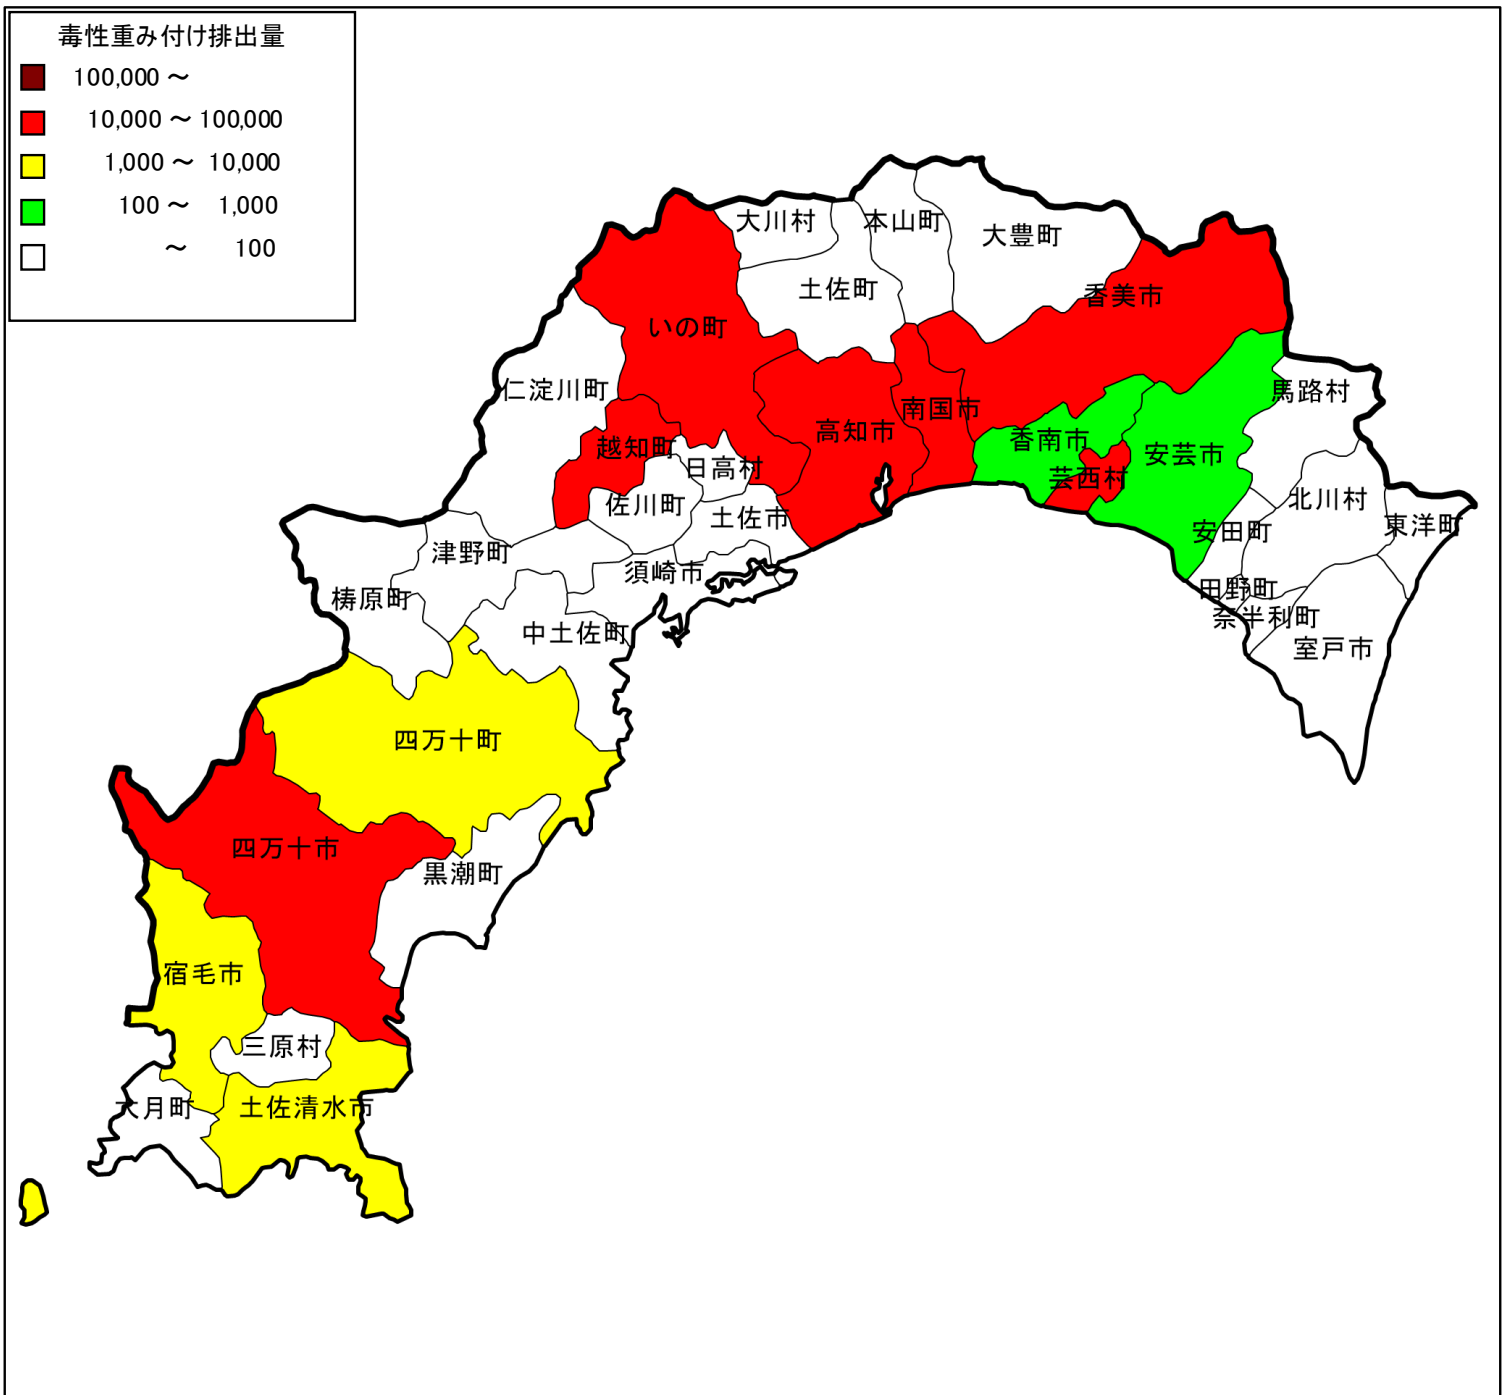 毒性重み付け排出量
100,000 ～
10,000 ～ 100,000
1,000 ～ 10,000
100 ～ 1,000
～ 100
大川村
本山町
大豊町
土佐町
香美市
いの町
仁淀川町
馬路村
南国市
高知市
香南市
越知町
安芸市
日高村
芸西村
佐川町
北川村
土佐市
東洋町
安田町
津野町
須崎市
田野町
梼原町
奈半利町
中土佐町
室戸市
四万十町
四万十市
黒潮町
宿毛市
三原村
大月町
土佐清水市